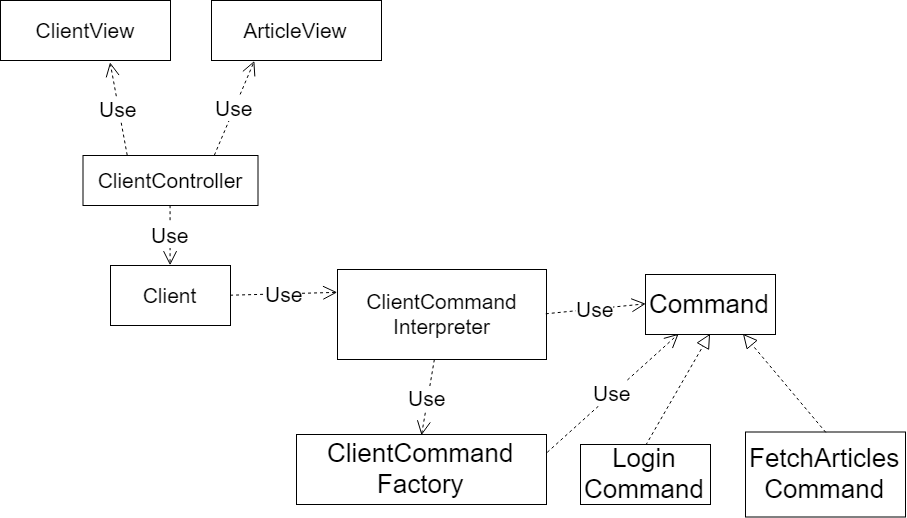 ClientView
ArticleView
Use
Use
ClientController
Use
Client
Use
ClientCommand
Interpreter
Use
Command
Use
Use
ClientCommand
Factory
Login
Command
FetchArticles
Command